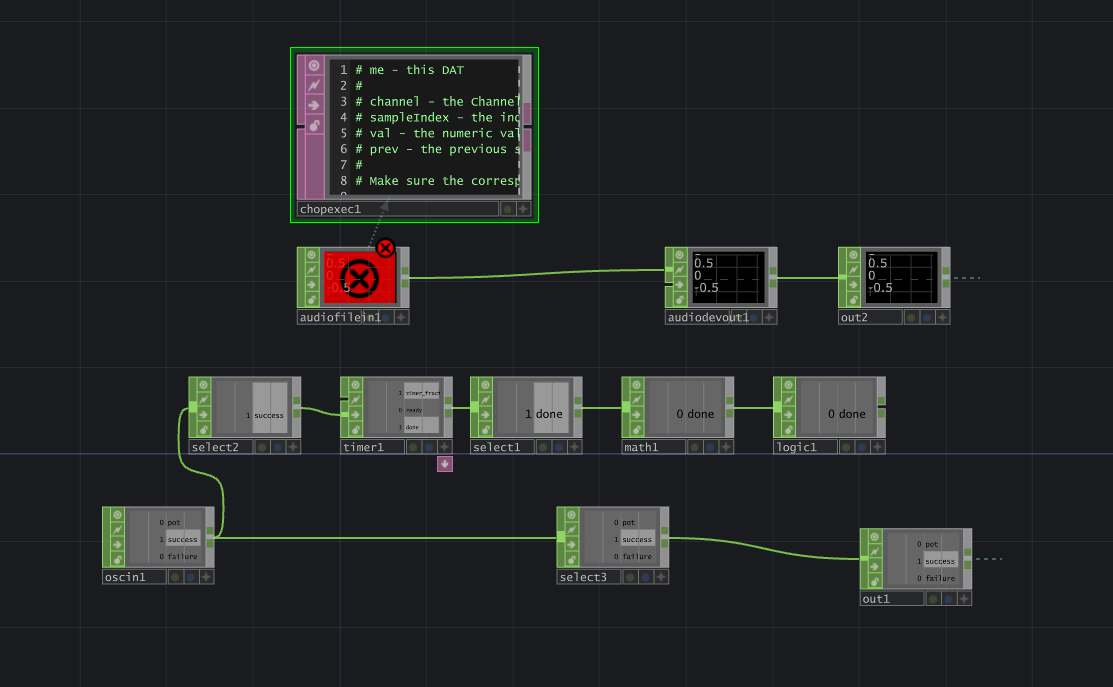 1 # me - this DAT
2 #
3 # channel - the Channel
4 # sampleIndex - the ind
5 # val - the numeric val
6 # prev - the previous s
7 #
8 # Make sure the corresp
chopexec1
0.5
0
-0.5
audiofilein1
0.5
0
-0.5
audiodevout1
0.5
0
-0.5
out2
1 success
select2
1 timer_fract
0 ready
1 done
timer1
1 done
select1
0 done
math1
0 done
logic1
0 pot
1 success
0 failure
oscin1
0 pot
1 success
0 failure
select3
0 pot
1 success
0 failure
out1